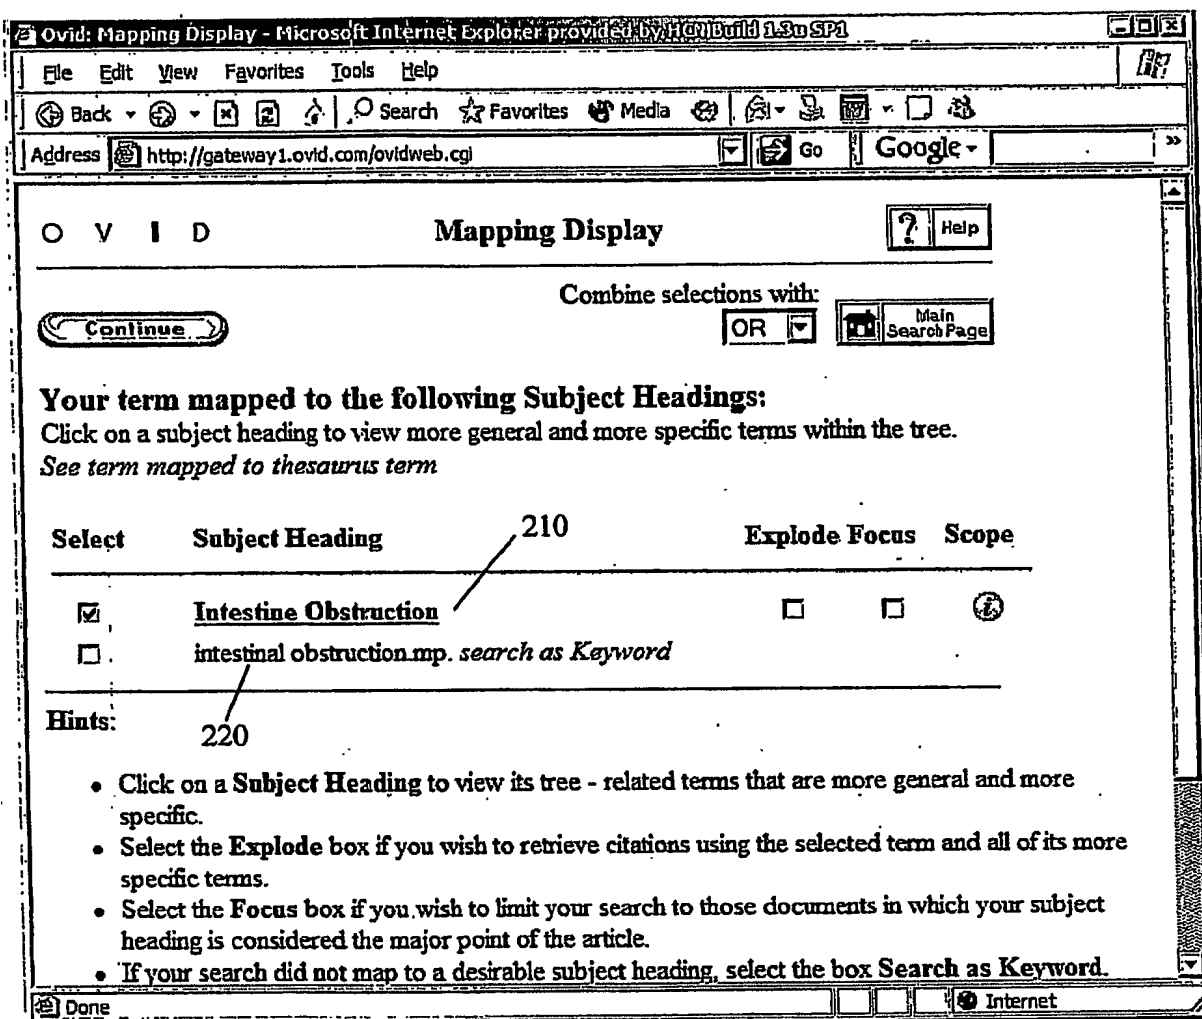 Ovid: Mapping Display - Microsoft Internet Explorer provided by HCN Build 1.3u SP1
File Edit View Favorites Tools Help
Back Search Favorites Media
Address http://gateway1.ovid.com/ovidweb.cgi Go Google
O V I D Mapping Display ? Help
Combine selections with:
Continue OR Main Search Page
Your term mapped to the following Subject Headings:
Click on a subject heading to view more general and more specific terms within the tree.
See term mapped to thesaurus term
210
Select Subject Heading Explode Focus Scope
Intestine Obstruction
intestinal obstruction.mp. search as Keyword
Hints:
220
• Click on a Subject Heading to view its tree - related terms that are more general and more
specific.
• Select the Explode box if you wish to retrieve citations using the selected term and all of its more
specific terms.
• Select the Focus box if you wish to limit your search to those documents in which your subject
heading is considered the major point of the article.
• If your search did not map to a desirable subject heading, select the box Search as Keyword.
Done Internet